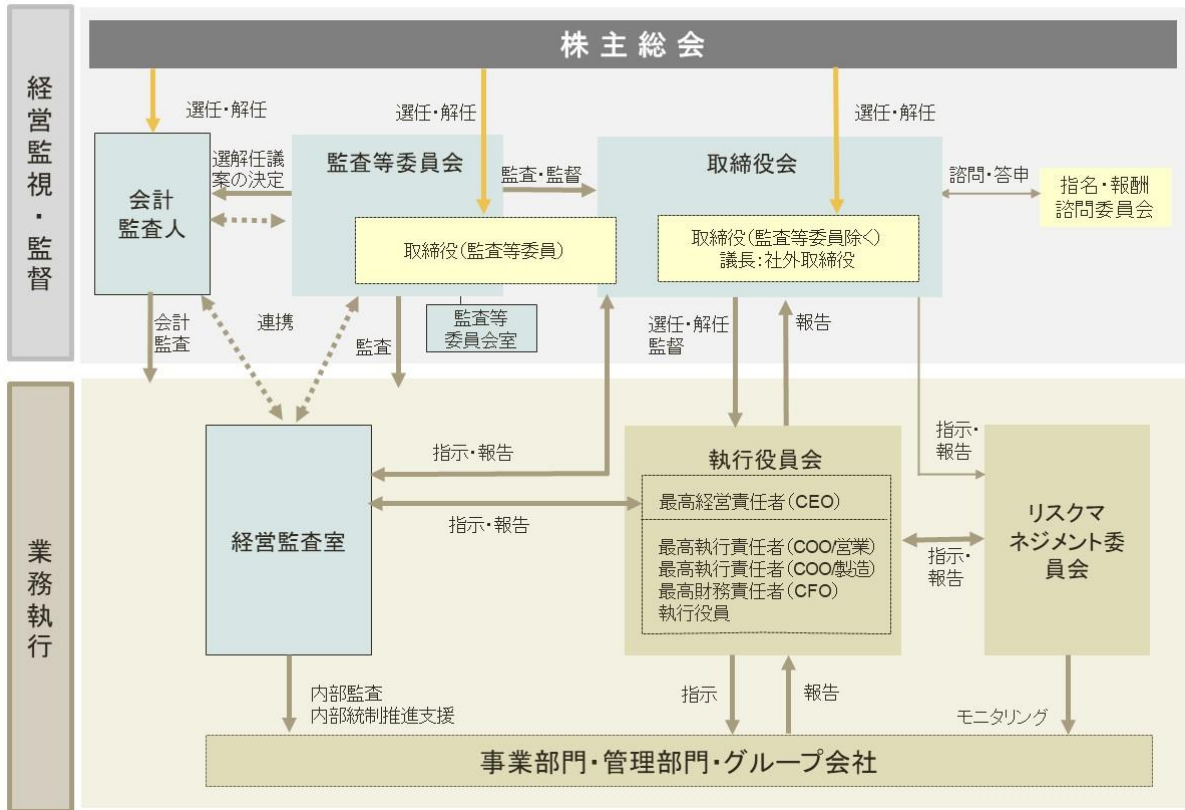 株主総会
経営監視・監督
選任・解任
選任・解任
選任・解任
会計
監査人
選解任議
案の決定
監査等委員会
監査・監督
取締役会
諮問・答申
指名・報酬
諮問委員会
取締役(監査等委員)
取締役(監査等委員除く)
議長:社外取締役
会計
監査
連携
監査
監査等
委員会室
選任・解任
監督
報告
業務執行
経営監査室
指示・報告
指示・報告
執行役員会
最高経営責任者(CEO)
最高執行責任者(COO/営業)
最高執行責任者(COO/製造)
最高財務責任者(CFO)
執行役員
指示・
報告
指示・
報告
リスクマ
ネジメント委
員会
内部監査
内部統制推進支援
指示
報告
モニタリング
事業部門・管理部門・グループ会社